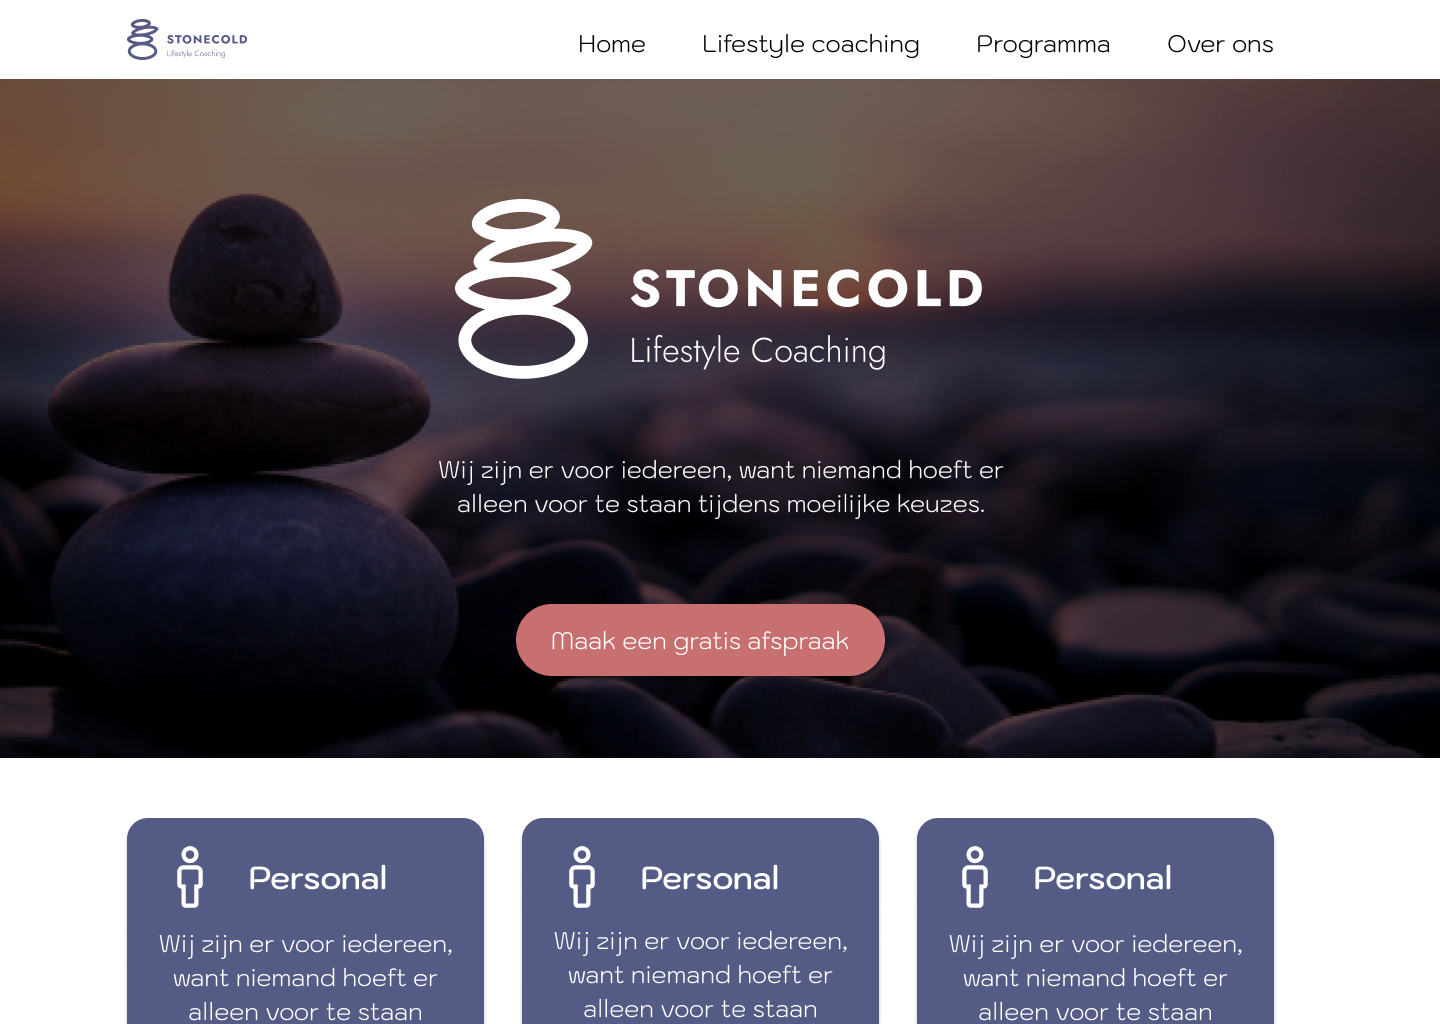 STONECOLD
Lifestyle Coaching
Home Lifestyle coaching Programma Over ons
STONECOLD
Lifestyle Coaching
Wij zijn er voor iedereen, want niemand hoeft er
alleen voor te staan tijdens moeilijke keuzes.
Maak een gratis afspraak
Personal
Wij zijn er voor iedereen,
want niemand hoeft er
alleen voor te staan
Personal
Wij zijn er voor iedereen,
want niemand hoeft er
alleen voor te staan
Personal
Wij zijn er voor iedereen,
want niemand hoeft er
alleen voor te staan